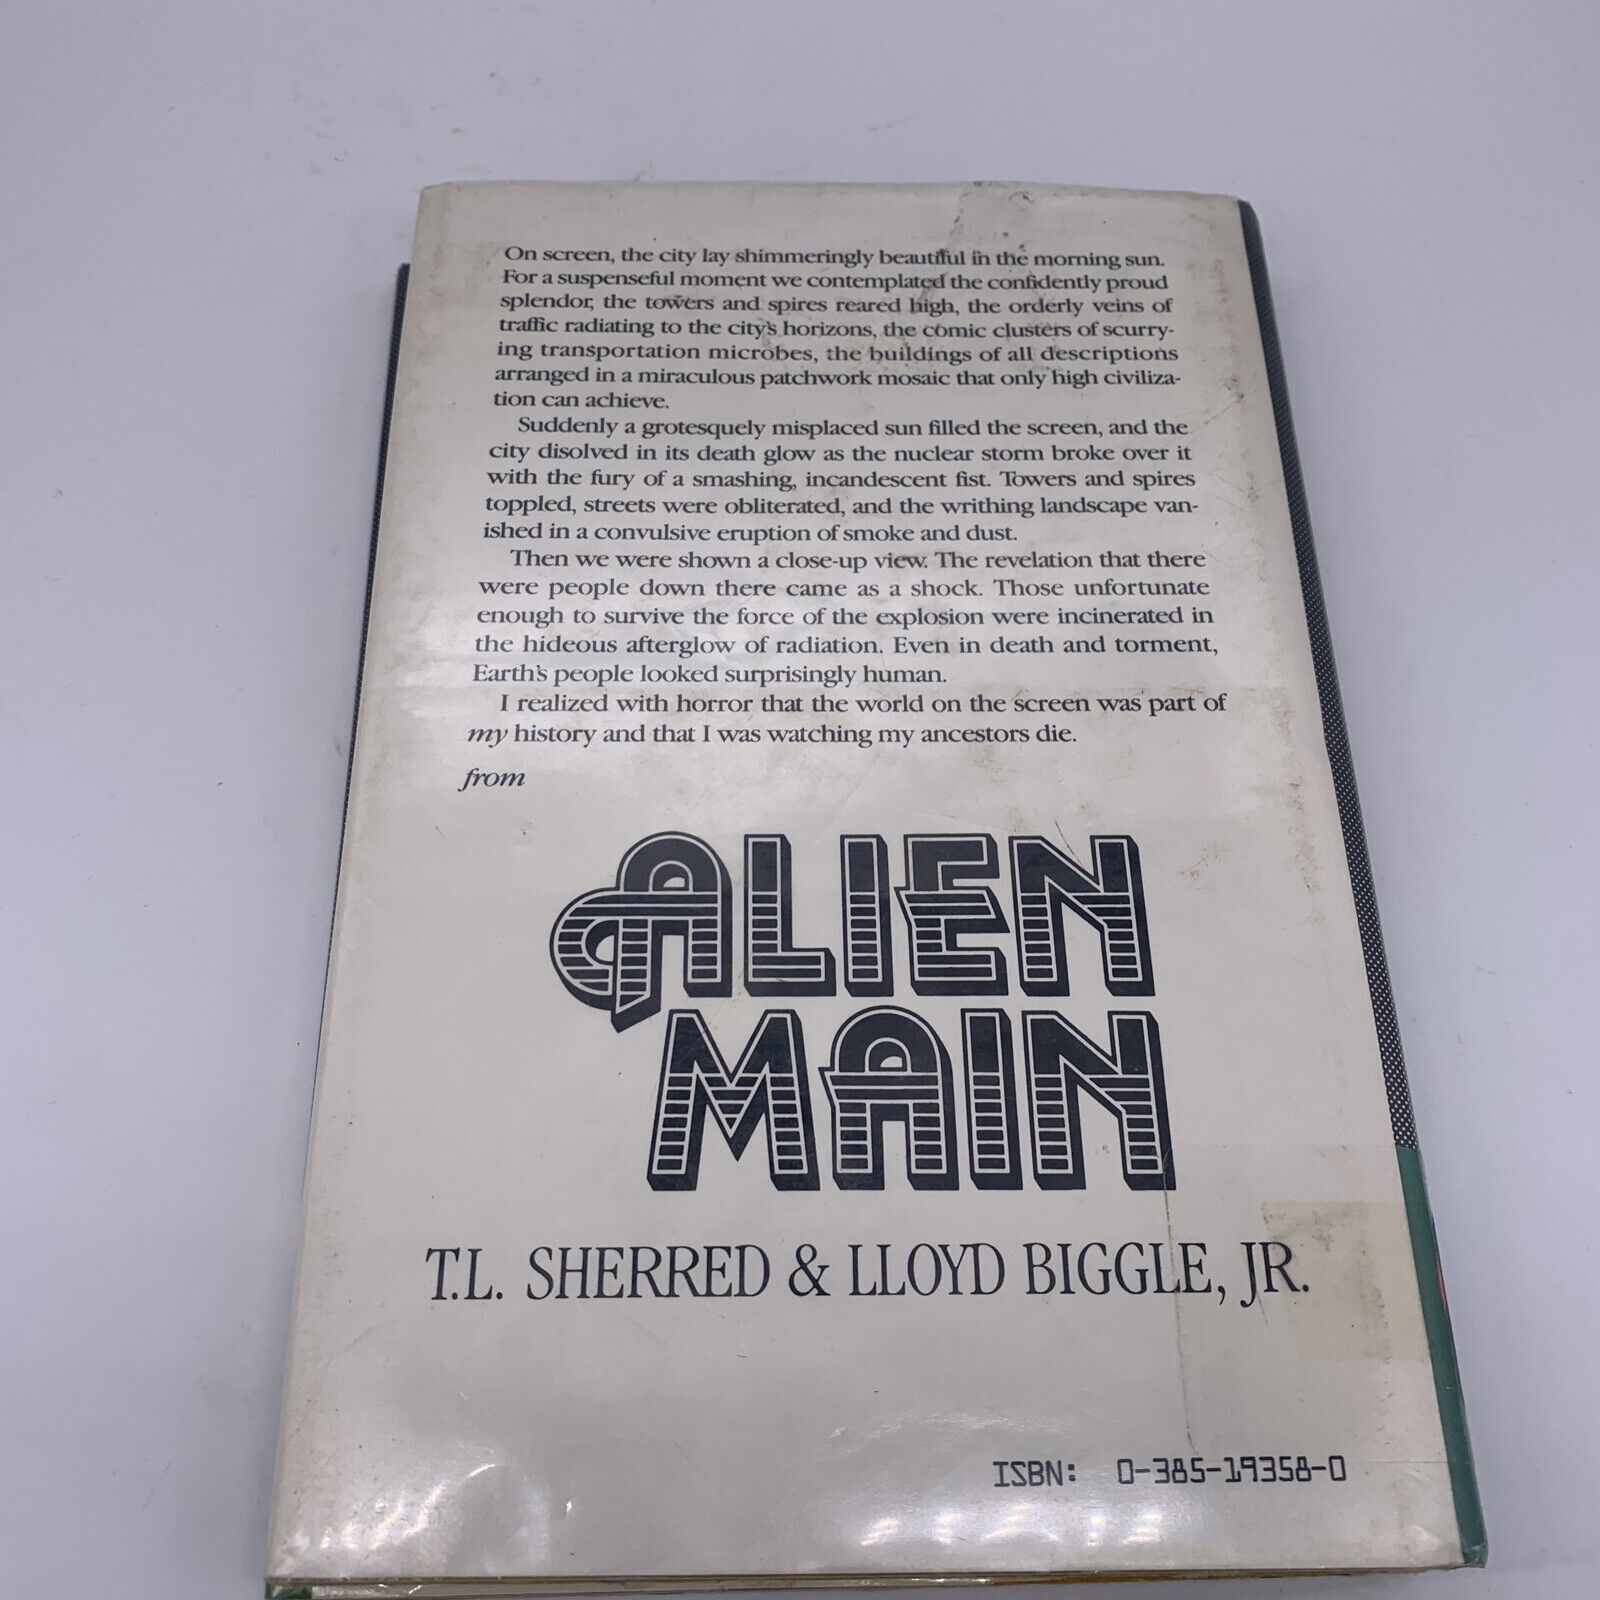 On screen, the city lay shimmeringly beautiful in the morning sun.
For a suspenseful moment we contemplated the confidently proud
splendor, the towers and spires reared high, the orderly veins of
traffic radiating to the city's horizons, the comic clusters of scurry-
ing transportation microbes, the buildings of all descriptions
arranged in a miraculous patchwork mosaic that only high civiliza-
tion can achieve.
Suddenly a grotesquely misplaced sun filled the screen, and the
city disolved in its death glow as the nuclear storm broke over it
with the fury of a smashing, incandescent fist. Towers and spires
toppled, streets were obliterated, and the writhing landscape van-
ished in a convulsive eruption of smoke and dust.
Then we were shown a close-up view. The revelation that there
were people down there came as a shock. Those unfortunate
enough to survive the force of the explosion were incinerated in
the hideous afterglow of radiation. Even in death and torment,
Earth's people looked surprisingly human.
I realized with horror that the world on the screen was part of
my history and that I was watching my ancestors die.
from
ALIEN
MAIN
T.L. SHERRED & LLOYD BIGGLE, JR.
ISBN: 0-385-19358-0